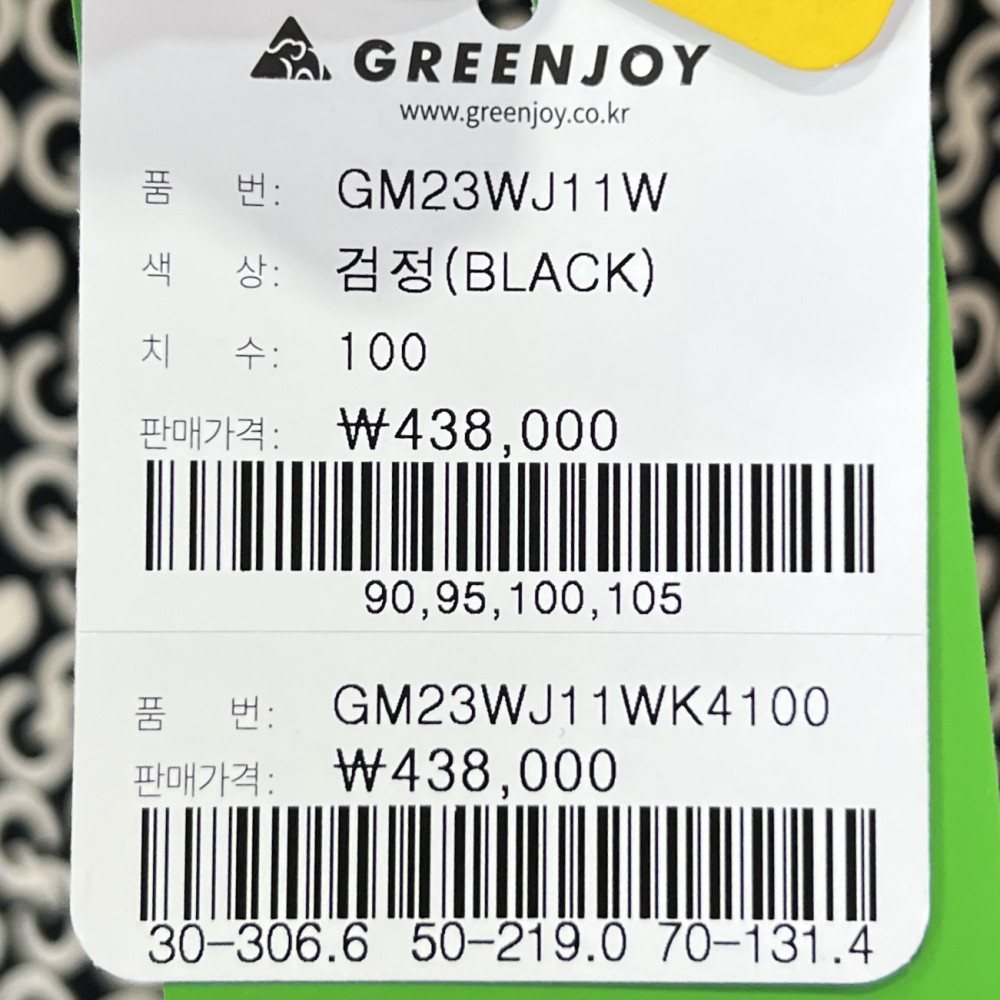 GREENJOY
www.greenjoy.co.kr
품 번: GM23WJ11W
색 상: 검정(BLACK)
치 수: 100
판매가격: ₩438,000
90,95,100,105
품 번: GM23WJ11WK4100
판매가격: ₩438,000
30-306.6 50-219.0 70-131.4